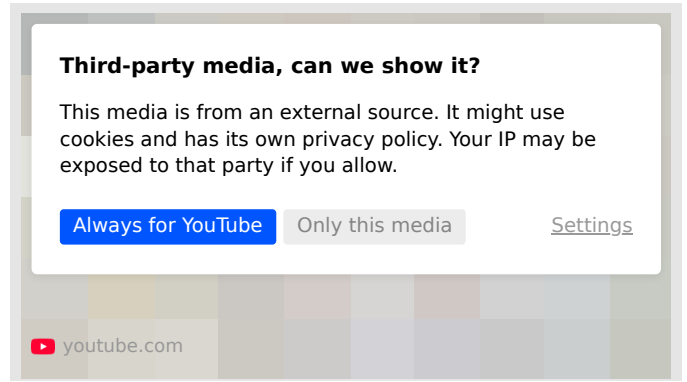 Third-party media, can we show it?
This media is from an external source. It might use
cookies and has its own privacy policy. Your IP may be
exposed to that party if you allow.
Always for YouTube Only this media Settings
youtube.com